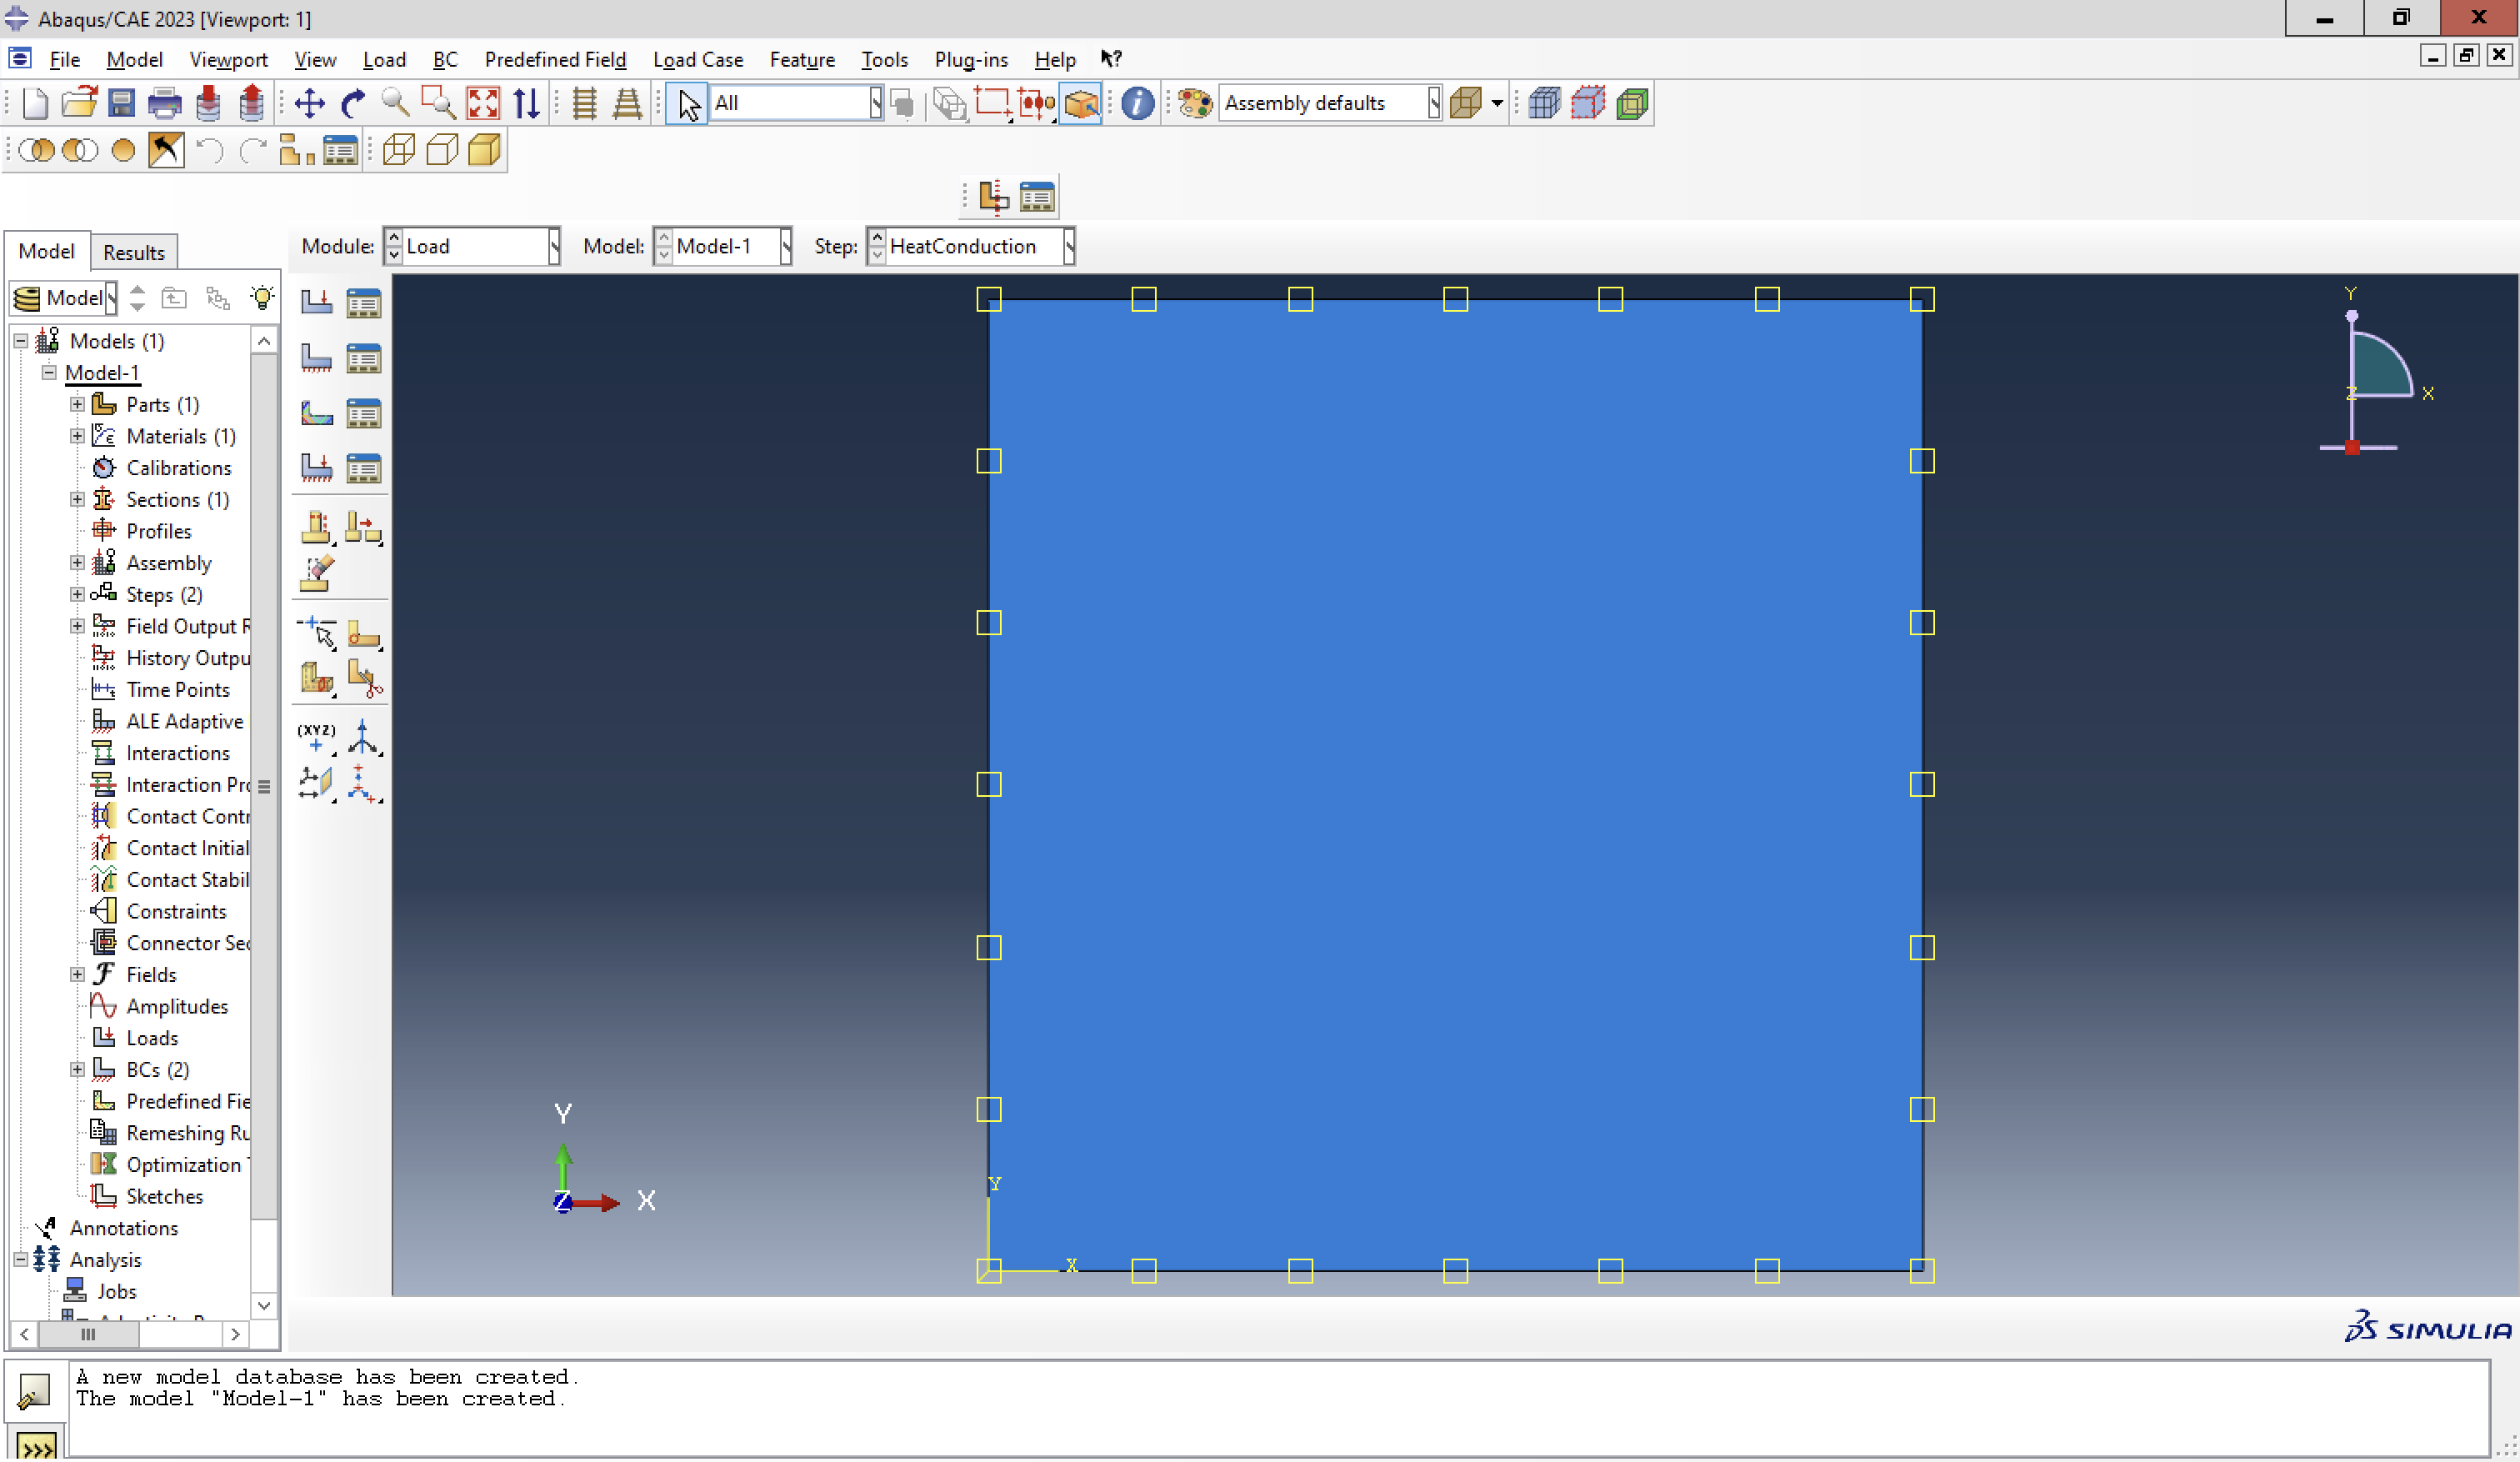 Abaqus/CAE 2023 [Viewport: 1]
File Model Viewport View Load BC Predefined Field Load Case Feature Tools Plug-ins Help ?
All
i
Assembly defaults
Model Results
Module: Load Model: Model-1 Step: HeatConduction
Model
Models (1)
Model-1
Parts (1)
Materials (1)
Calibrations
Sections (1)
Profiles
Assembly
Steps (2)
Field Output R
History Outpu
Time Points
ALE Adaptive
Interactions
Interaction Pro
Contact Contr
Contact Initial
Contact Stabil
Constraints
Connector Sec
Fields
Amplitudes
Loads
BCs (2)
Predefined Fie
Remeshing Ru
Optimization T
Sketches
Annotations
Analysis
Jobs
(XYZ)
Y
Z X
Y
Z X
Y
X
SIMULIA
A new model database has been created.
The model "Model-1" has been created.
>>>